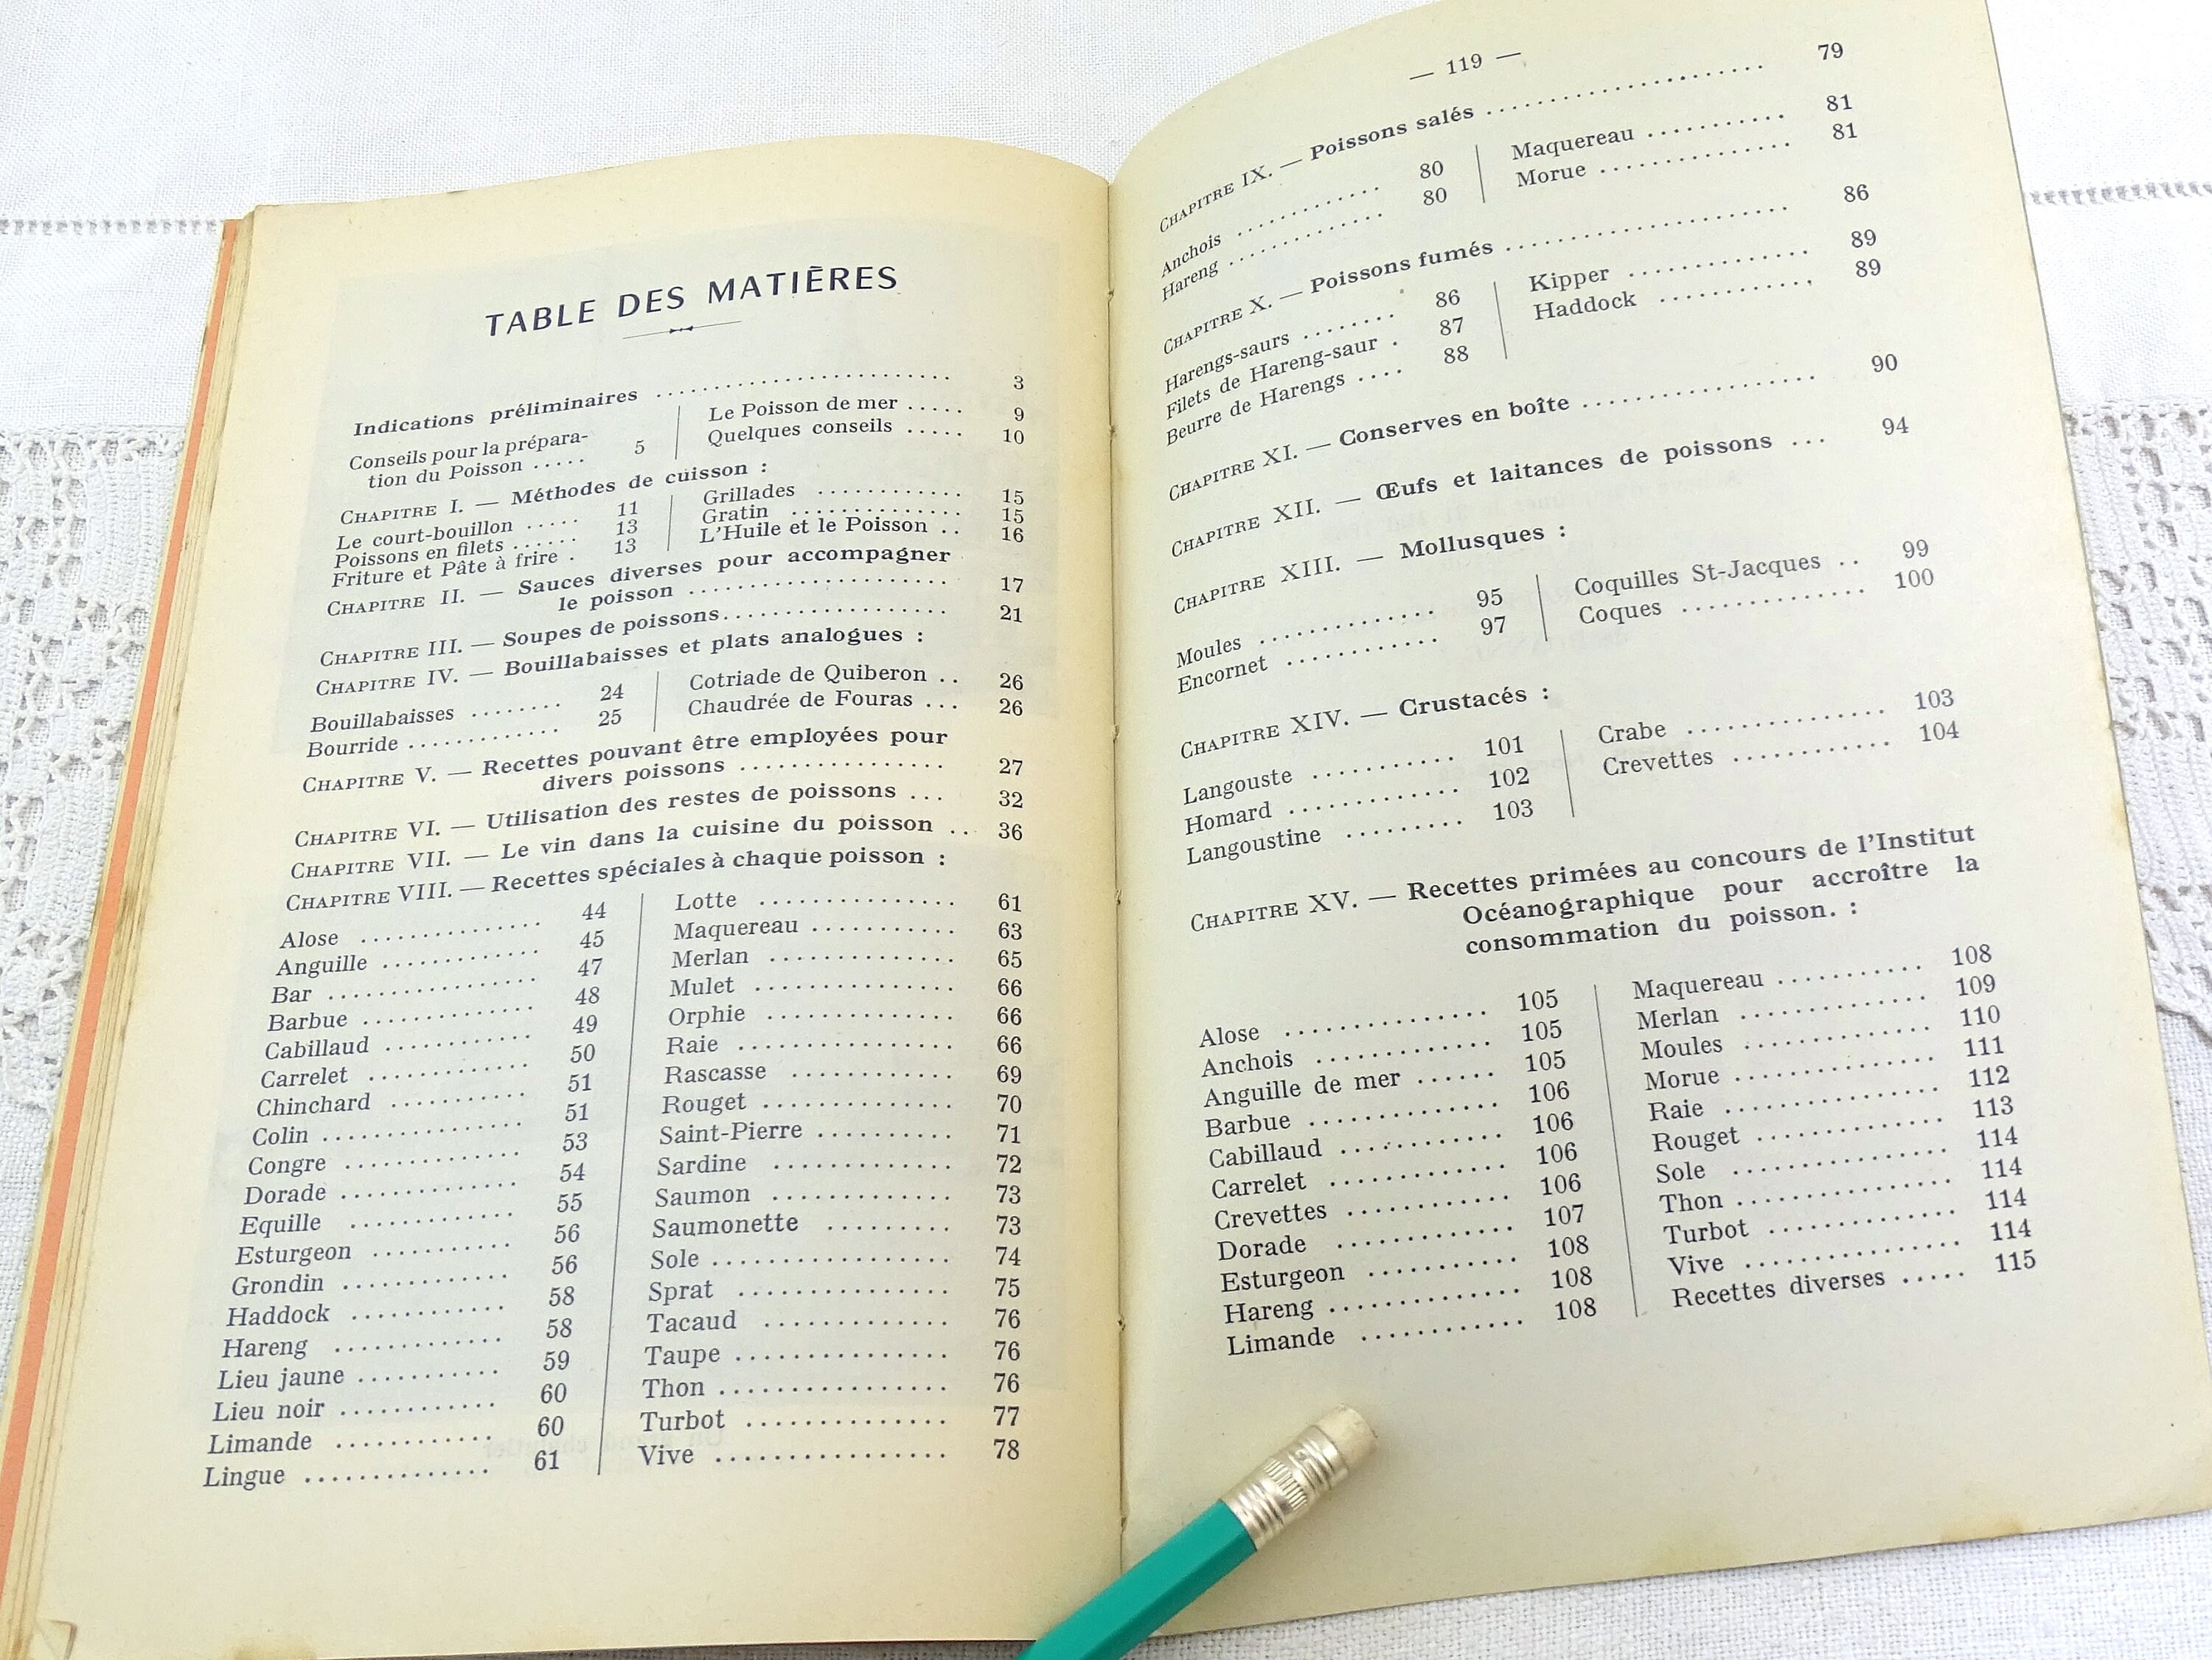 TABLE DES MATIÈRES
Indications préliminaires ........................ 3
Conseils pour la prépara-
tion du Poisson ..... 5
Le Poisson de mer ..... 9
Quelques conseils ..... 10
CHAPITRE I. — Méthodes de cuisson :
Le court-bouillon ..... 11
Poissons en filets ...... 13
Friture et Pâte à frire . 13
Grillades ............ 15
Gratin .............. 15
L'Huile et le Poisson .. 16
CHAPITRE II. — Sauces diverses pour accompagner
le poisson ..................... 17
CHAPITRE III. — Soupes de poissons.................. 21
CHAPITRE IV. — Bouillabaisses et plats analogues :
Bouillabaisses ........ 24
Bourride ............. 25
Cotriade de Quiberon .. 26
Chaudrée de Fouras ... 26
CHAPITRE V. — Recettes pouvant être employées pour
divers poissons ................ 27
CHAPITRE VI. — Utilisation des restes de poissons ... 32
CHAPITRE VII. — Le vin dans la cuisine du poisson .. 36
CHAPITRE VIII. — Recettes spéciales à chaque poisson :
Alose ............... 44
Anguille ............. 45
Bar ................. 47
Barbue .............. 48
Cabillaud ............ 49
Carrelet ............. 50
Chinchard ........... 51
Colin ................ 51
Congre .............. 53
Dorade .............. 54
Equille .............. 55
Esturgeon ........... 56
Grondin ............. 56
Haddock ............ 58
Hareng ............. 58
Lieu jaune ........... 59
Lieu noir ............ 60
Limande ............ 60
Lingue .............. 61
Lotte ............... 61
Maquereau ........... 63
Merlan .............. 65
Mulet ............... 66
Orphie .............. 66
Raie ................ 66
Rascasse ............ 69
Rouget .............. 70
Saint-Pierre .......... 71
Sardine ............. 72
Saumon ............. 73
Saumonette ......... 73
Sole ................. 74
Sprat ............... 75
Tacaud ............. 76
Taupe ............... 76
Thon ................ 76
Turbot .............. 77
Vive ................ 78
— 119 —
CHAPITRE IX. — Poissons salés ..................... 79
Anchois ............. 80
Hareng .............. 80
Maquereau ........... 81
Morue .............. 81
CHAPITRE X. — Poissons fumés ..................... 86
Harengs-saurs ........ 86
Filets de Hareng-saur . 87
Beurre de Harengs .... 88
Kipper ............. 89
Haddock ........... 89
CHAPITRE XI. — Conserves en boîte ................. 90
CHAPITRE XII. — Œufs et laitances de poissons ... 94
CHAPITRE XIII. — Mollusques :
Moules .............. 95
Encornet ............ 97
Coquilles St-Jacques .. 99
Coques ............. 100
CHAPITRE XIV. — Crustacés :
Langouste ........... 101
Homard ............. 102
Langoustine ......... 103
Crabe .............. 103
Crevettes ........... 104
CHAPITRE XV. — Recettes primées au concours de l'Institut
Océanographique pour accroître la
consommation du poisson. :
Alose ............... 105
Anchois ............. 105
Anguille de mer ...... 105
Barbue .............. 106
Cabillaud ............ 106
Carrelet ............. 106
Crevettes ............ 106
Dorade ............. 107
Esturgeon ........... 108
Hareng .............. 108
Limande ............ 108
Maquereau ........... 108
Merlan .............. 109
Moules .............. 110
Morue .............. 111
Raie ................ 112
Rouget .............. 113
Sole ................ 114
Thon ................ 114
Turbot .............. 114
Vive ................ 114
Recettes diverses ..... 115